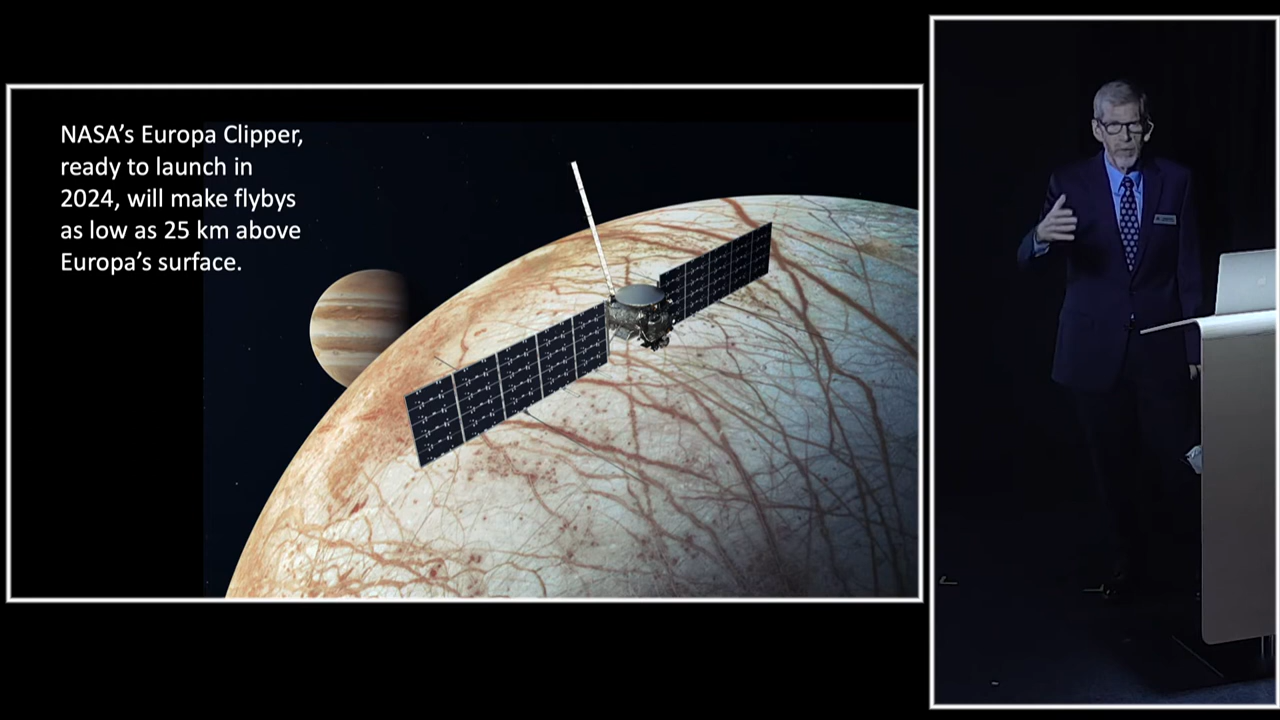 NASA’s Europa Clipper,
ready to launch in
2024, will make flybys
as low as 25 km above
Europa’s surface.